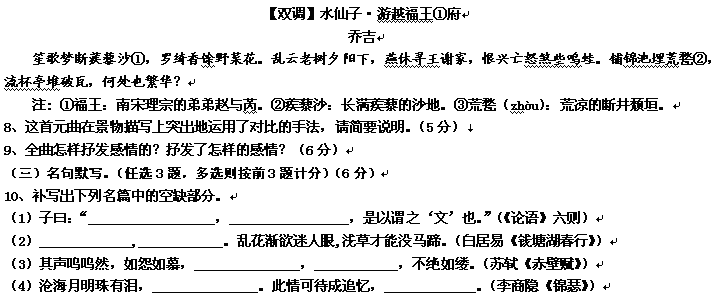 【双调】水仙子·游越福王①府
乔吉
笙歌梦断蒺藜沙①，罗绮香馀野菜花。乱云老树夕阳下，燕休寻王谢家，恨兴亡怒煞些鸣蛙。铺锦池埋荒甃②，
流杯亭堆破瓦，何处也繁华？
注：①福王：南宋理宗的弟弟赵与芮。②蒺藜沙：长满蒺藜的沙地。③荒甃（zhòu）：荒凉的断井颓垣。
8、这首元曲在景物描写上突出地运用了对比的手法，请简要说明。（5分）
9、全曲怎样抒发感情的？抒发了怎样的感情？（6分）
（三）名句默写。（任选3题，多选则按前3题计分）（6分）
10、补写出下列名篇中的空缺部分。
（1）子曰：“________________，________________，是以谓之‘文’也。”（《论语》六则）
（2）____________,____________。乱花渐欲迷人眼,浅草才能没马蹄。（白居易《钱塘湖春行》）
（3）其声呜呜然，如怨如慕，______________，____________，不绝如缕。（苏轼《赤壁赋》）
（4）沧海月明珠有泪，______________。此情可待成追忆，______________。（李商隐《锦瑟》）